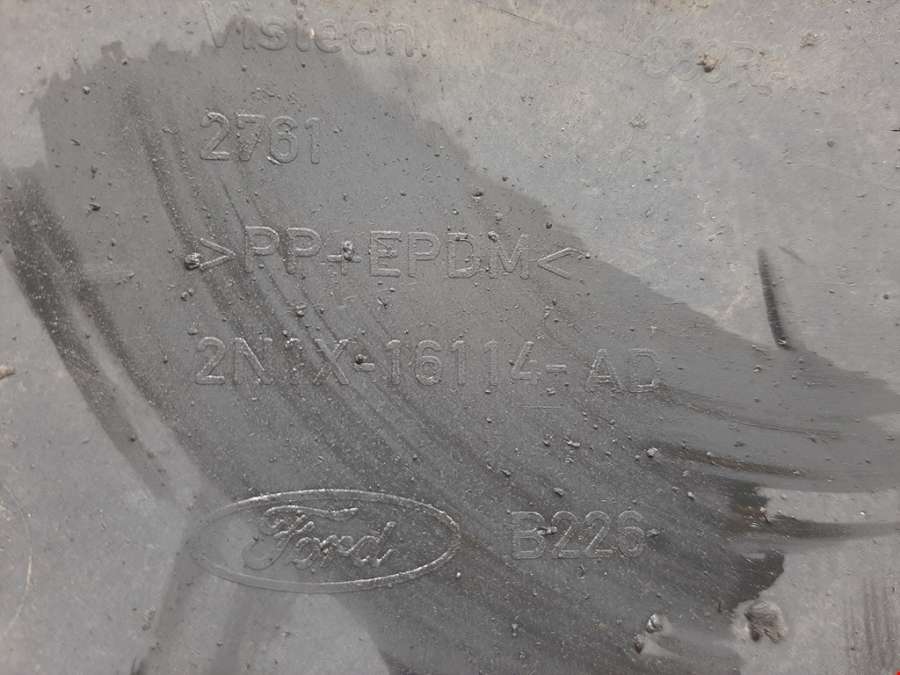 Visteon
2761
>PP+EPDM<
2N1X-16114-AD
Ford B226